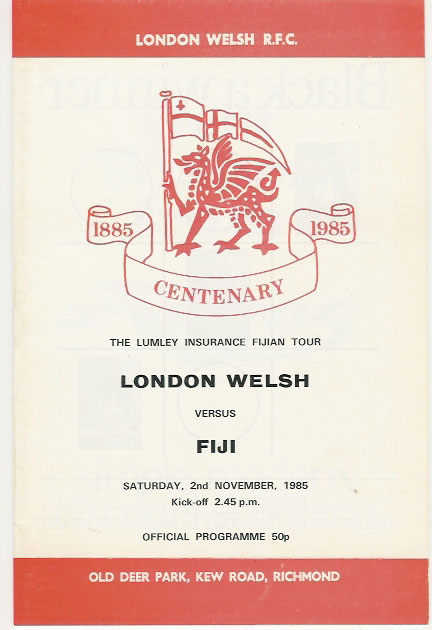 LONDON WELSH R.F.C.
1885
1985
CENTENARY
THE LUMLEY INSURANCE FIJIAN TOUR
LONDON WELSH
VERSUS
FIJI
SATURDAY, 2nd NOVEMBER, 1985
Kick-off 2.45 p.m.
OFFICIAL PROGRAMME 50p
OLD DEER PARK, KEW ROAD, RICHMOND